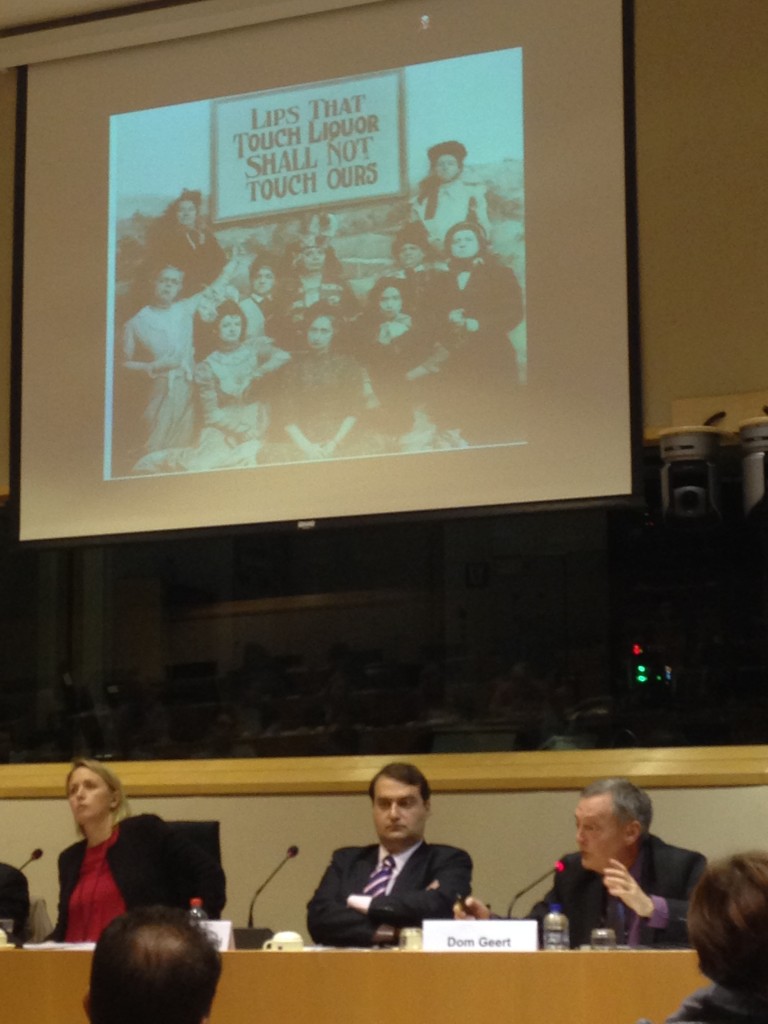 LIPS THAT
TOUCH LIQUOR
SHALL NOT
TOUCH OURS
Dom Geert